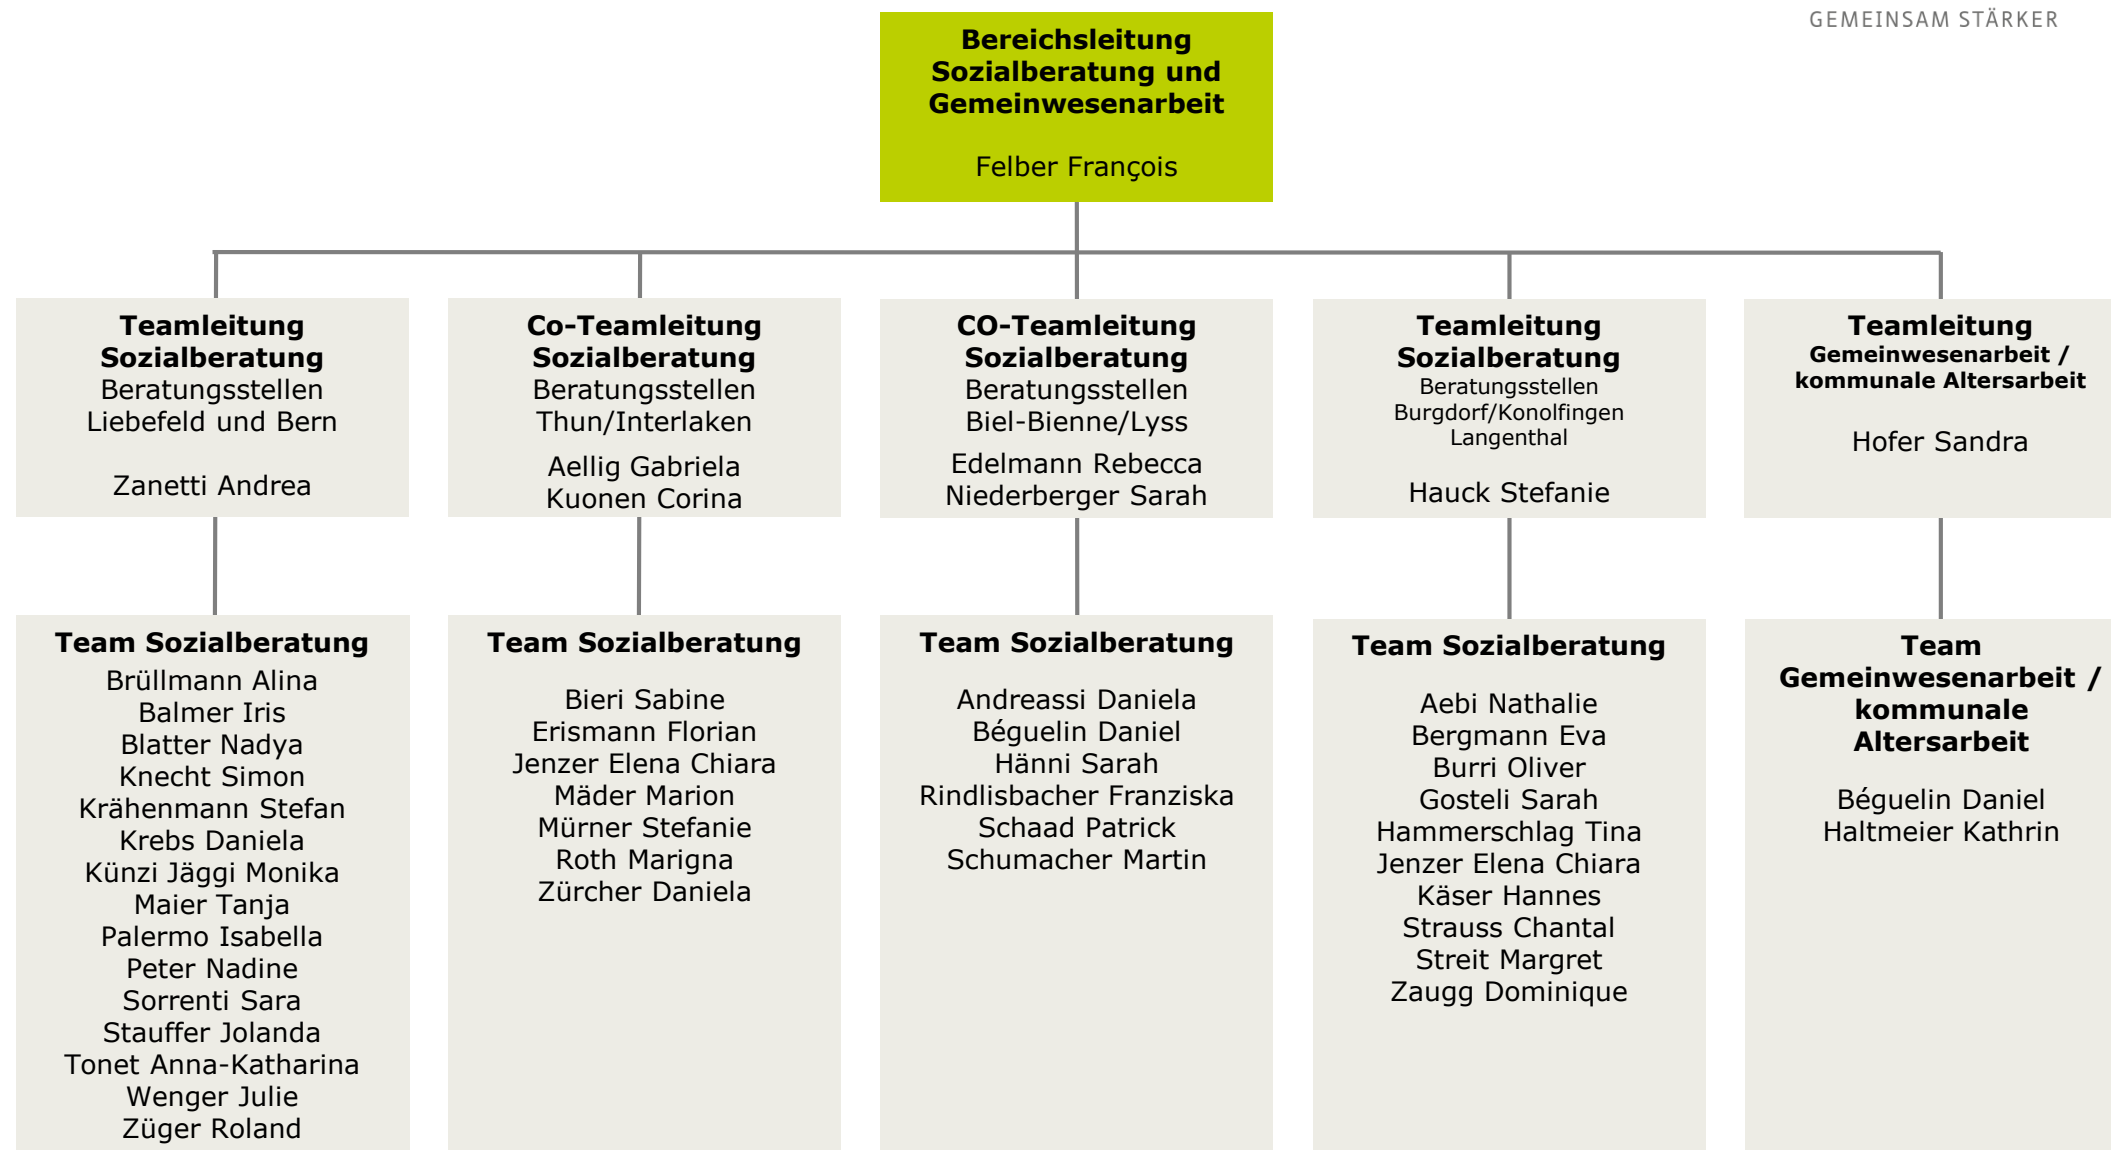 GEMEINSAM STÄRKER
Bereichsleitung
Sozialberatung und
Gemeinwesenarbeit
Felber François
Teamleitung
Sozialberatung
Beratungsstellen
Liebefeld und Bern
Zanetti Andrea
Co-Teamleitung
Sozialberatung
Beratungsstellen
Thun/Interlaken
Aellig Gabriela
Kuonen Corina
CO-Teamleitung
Sozialberatung
Beratungsstellen
Biel-Bienne/Lyss
Edelmann Rebecca
Niederberger Sarah
Teamleitung
Sozialberatung
Beratungsstellen
Burgdorf/Konolfingen
Langenthal
Hauck Stefanie
Teamleitung
Gemeinwesenarbeit /
kommunale Altersarbeit
Hofer Sandra
Team Sozialberatung
Brüllmann Alina
Balmer Iris
Blatter Nadya
Knecht Simon
Krähenmann Stefan
Krebs Daniela
Künzi Jäggi Monika
Maier Tanja
Palermo Isabella
Peter Nadine
Sorrenti Sara
Stauffer Jolanda
Tonet Anna-Katharina
Wenger Julie
Züger Roland
Team Sozialberatung
Bieri Sabine
Erismann Florian
Jenzer Elena Chiara
Mäder Marion
Mürner Stefanie
Roth Marigna
Zürcher Daniela
Team Sozialberatung
Andreassi Daniela
Béguelin Daniel
Hänni Sarah
Rindlisbacher Franziska
Schaad Patrick
Schumacher Martin
Team Sozialberatung
Aebi Nathalie
Bergmann Eva
Burri Oliver
Gosteli Sarah
Hammerschlag Tina
Jenzer Elena Chiara
Käser Hannes
Strauss Chantal
Streit Margret
Zaugg Dominique
Team
Gemeinwesenarbeit /
kommunale
Altersarbeit
Béguelin Daniel
Haltmeier Kathrin